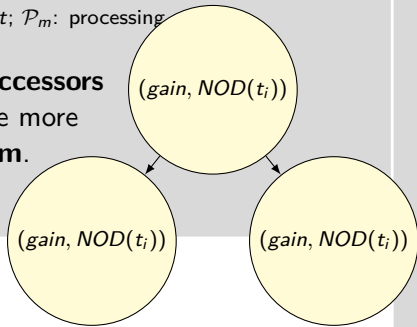 t; 𝒫m: processing
ccessors
e more
m.
(gain, NOD(ti))
(gain, NOD(ti))
(gain, NOD(ti))